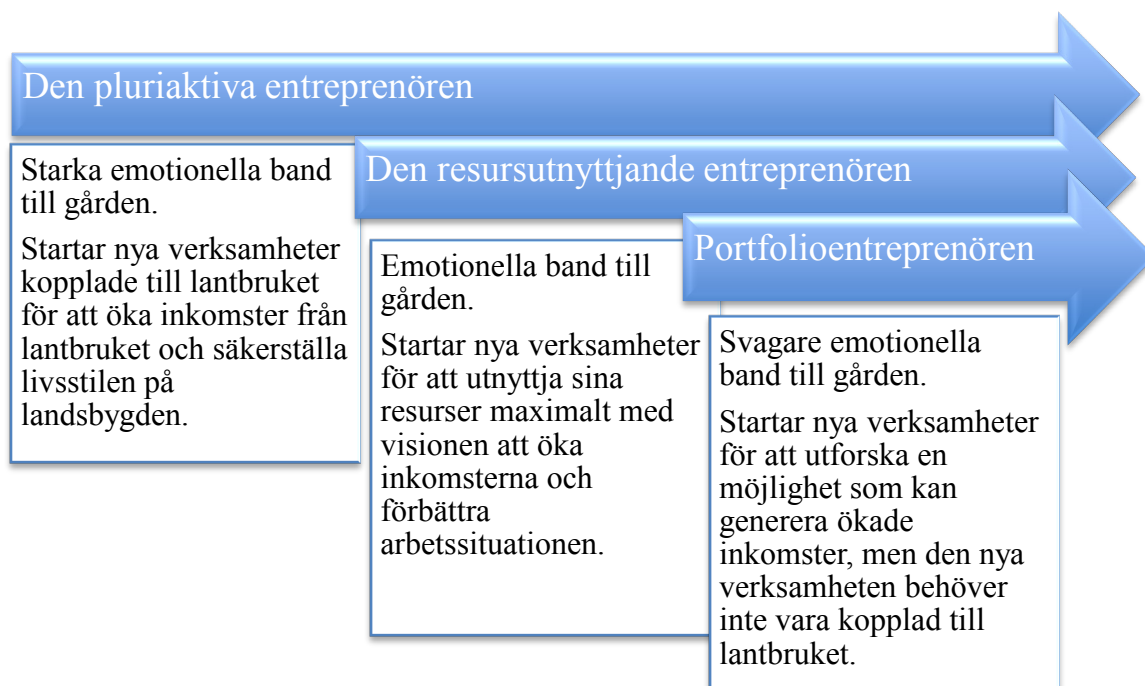 Den pluriaktiva entreprenören
Starka emotionella band
till gården.
Startar nya verksamheter
kopplade till lantbruket
för att öka inkomster från
lantbruket och säkerställa
livsstilen på
landsbygden.
Den resursutnyttjande entreprenören
Emotionella band till
gården.
Startar nya verksamheter
för att utnyttja sina
resurser maximalt med
visionen att öka
inkomsterna och
förbättra
arbetssituationen.
Portfolioentreprenören
Svagare emotionella
band till gården.
Startar nya verksamheter
för att utforska en
möjlighet som kan
generera ökade
inkomster, men den nya
verksamheten behöver
inte vara kopplad till
lantbruket.